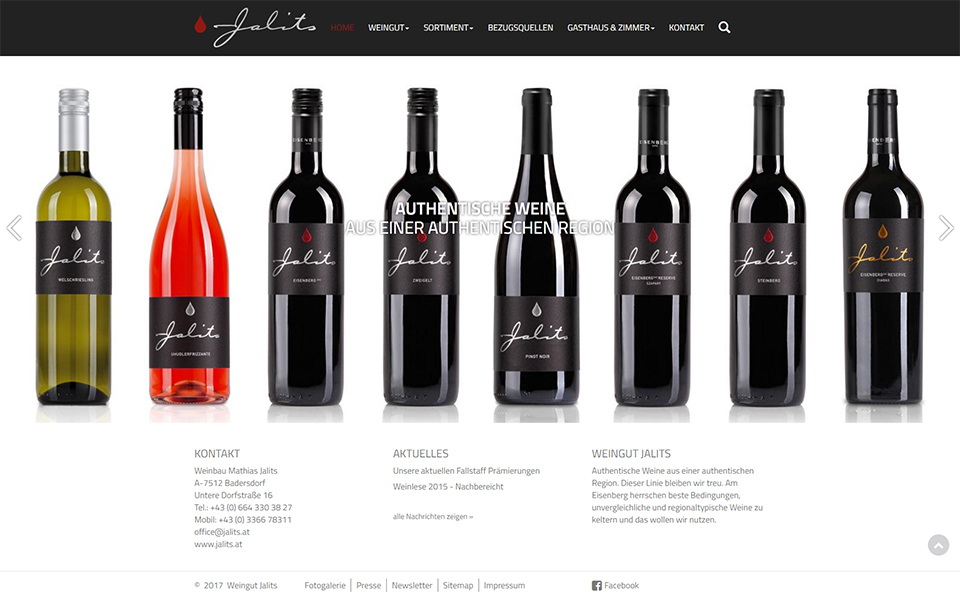 Jalits
HOME WEINGUT SORTIMENT BEZUGSQUELLEN GASTHAUS & ZIMMER KONTAKT
AUTHENTISCHE WEINE
AUS EINER AUTHENTISCHEN REGION
Jalits
WELSCHRIESLING
Jalits
UHUDLERFRIZZANTE
EISENBERG
Jalits
EISENBERG
Jalits
ZWEIGELT
Jalits
PINOT NOIR
EISENBERG
Jalits
EISENBERG RESERVE
SZAPARY
Jalits
STEINBERG
EISENBERG
Jalits
EISENBERG RESERVE
DIABAS
KONTAKT
Weinbau Mathias Jalits
A-7512 Badersdorf
Untere Dorfstraße 16
Tel.: +43 (0) 664 330 38 27
Mobil: +43 (0) 3366 78311
office@jalits.at
www.jalits.at
AKTUELLES
Unsere aktuellen Fallstaff Prämierungen
Weinlese 2015 - Nachbereicht
alle Nachrichten zeigen »
WEINGUT JALITS
Authentische Weine aus einer authentischen
Region. Dieser Linie bleiben wir treu. Am
Eisenberg herrschen beste Bedingungen,
unvergleichliche und regionaltypische Weine zu
keltern und das wollen wir nutzen.
© 2017 Weingut Jalits Fotogalerie | Presse | Newsletter | Sitemap | Impressum Facebook